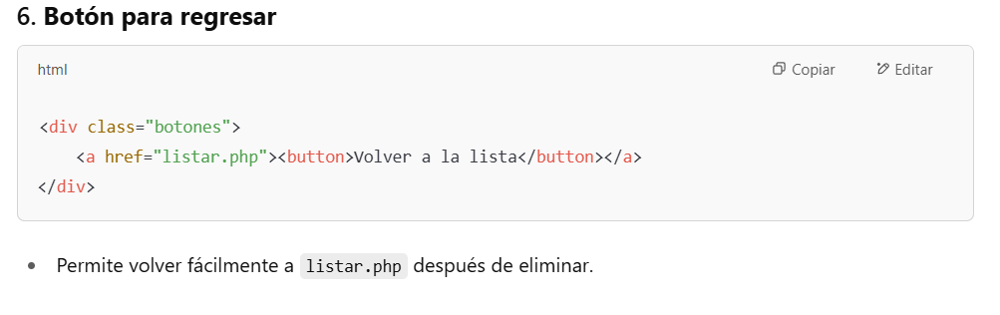 6. Botón para regresar
html
Copiar
Editar
<div class="botones">
    <a href="listar.php"><button>Volver a la lista</button></a>
</div>
• Permite volver fácilmente a listar.php después de eliminar.